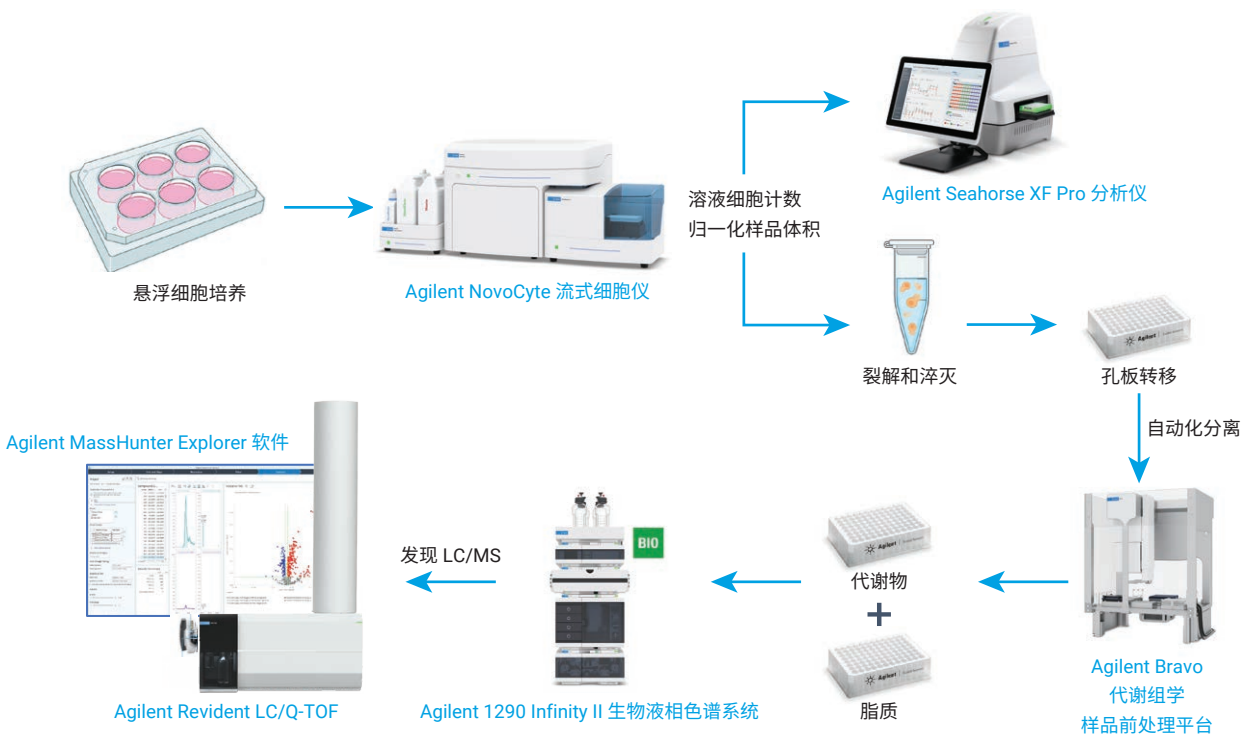 悬浮细胞培养
Agilent NovoCyte 流式细胞仪
溶液细胞计数
归一化样品体积
Agilent Seahorse XF Pro 分析仪
裂解和淬灭
Agilent
孔板转移
自动化分离
Agilent Bravo
代谢组学
样品前处理平台
Agilent
代谢物
+
Agilent
脂质
BIO
Agilent 1290 Infinity II 生物液相色谱系统
发现 LC/MS
Agilent MassHunter Explorer 软件
Agilent Revident LC/Q-TOF